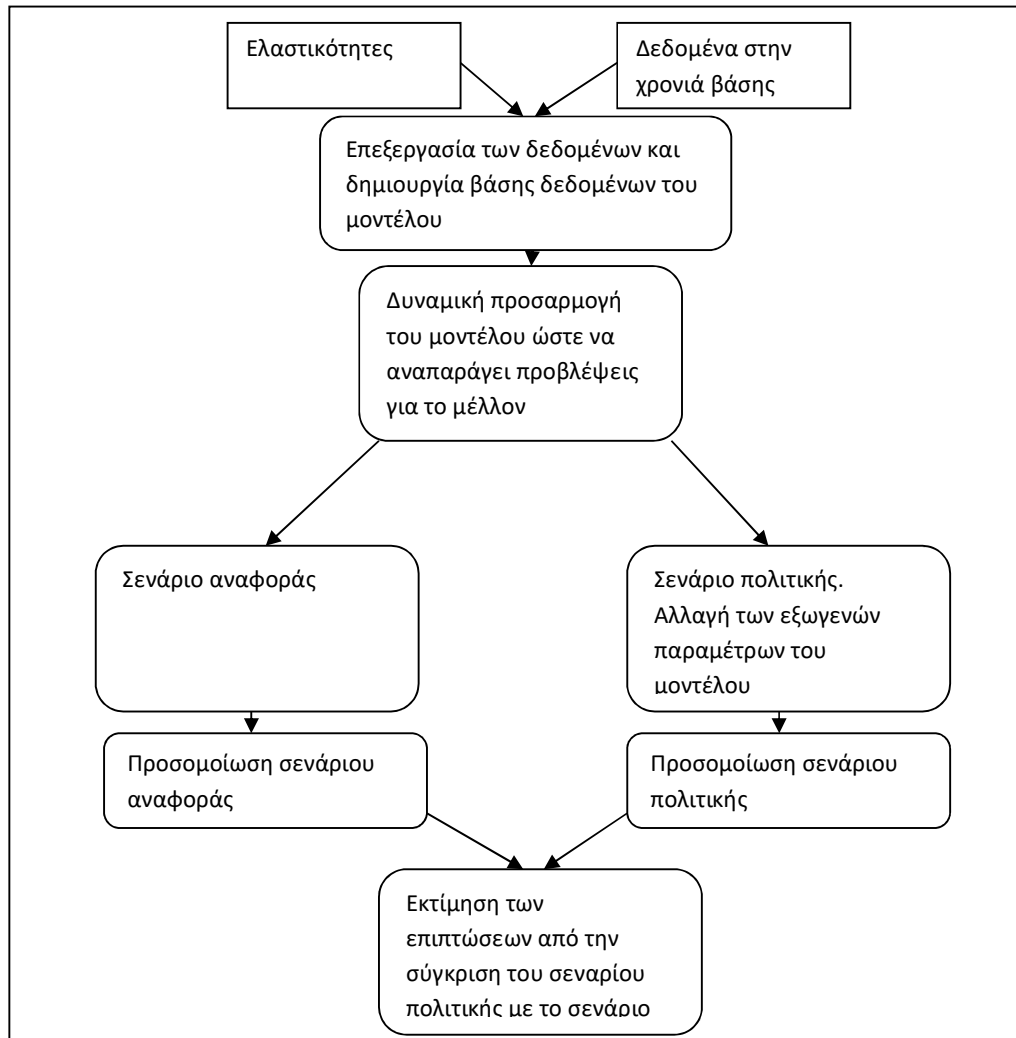 Ελαστικότητες
Δεδομένα στην
χρονιά βάσης
Επεξεργασία των δεδομένων και
δημιουργία βάσης δεδομένων του
μοντέλου
Δυναμική προσαρμογή
του μοντέλου ώστε να
αναπαράγει προβλέψεις
για το μέλλον
Σενάριο αναφοράς
Σενάριο πολιτικής.
Αλλαγή των εξωγενών
παραμέτρων του
μοντέλου
Προσομοίωση σενάριου
αναφοράς
Προσομοίωση σενάριου
πολιτικής
Εκτίμηση των
επιπτώσεων από την
σύγκριση του σεναρίου
πολιτικής με το σενάριο